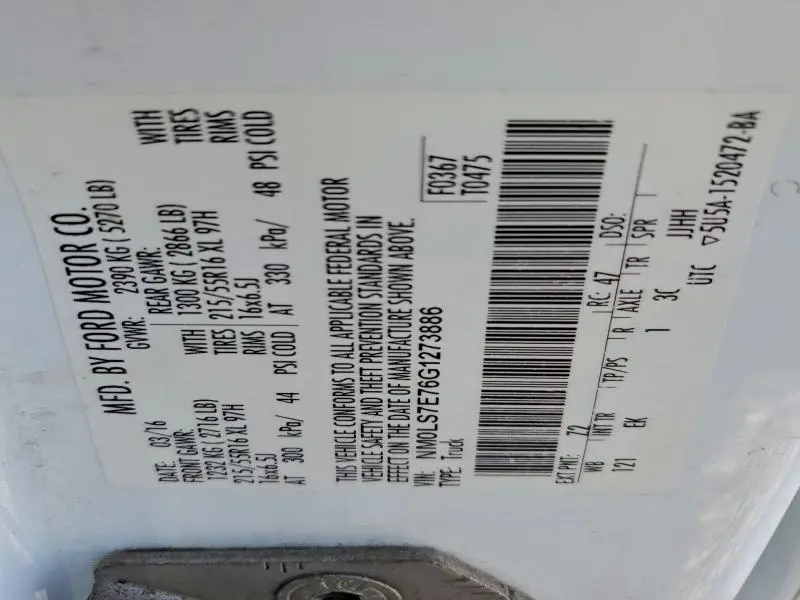 MFD. BY FORD MOTOR CO.
DATE: 03/16 GVWR: 2390 KG ( 5270 LB)
FRONT GAWR: REAR GAWR: WITH
1232 KG ( 2716 LB) WITH 1300 KG ( 2866 LB) TIRES
215/55R16 XL 97H TIRES 215/55R16 XL 97H RIMS
16x6.5J RIMS 16x6.5J
AT 300 kPa/ 44 PSI COLD AT 330 kPa/ 48 PSI COLD
THIS VEHICLE CONFORMS TO ALL APPLICABLE FEDERAL MOTOR
VEHICLE SAFETY AND THEFT PREVENTION STANDARDS IN
EFFECT ON THE DATE OF MANUFACTURE SHOWN ABOVE.
VIN: NM0LS7E76G1273886 F0367
TYPE: Truck T0475
EXT PNT: Z2 RC: 47 DSO:
WB INT TR TP/PS R AXLE TR SPR
121 EK 1 3C JJHH
UTC ▽5U5A-1520472-BA